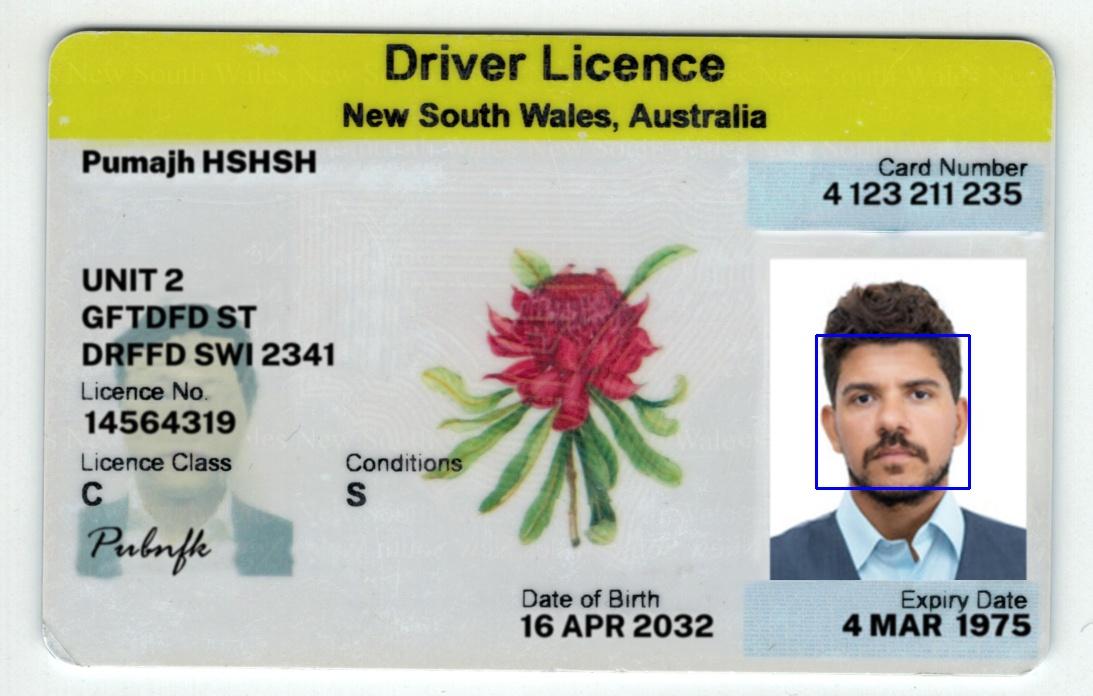 Driver Licence
New South Wales, Australia
Pumajh HSHSH
Card Number
4 123 211 235
UNIT 2
GFTDFD ST
DRFFD SWI 2341
Licence No.
14564319
Licence Class
Conditions
C
S
Pubnfk
Date of Birth
16 APR 2032
Expiry Date
4 MAR 1975